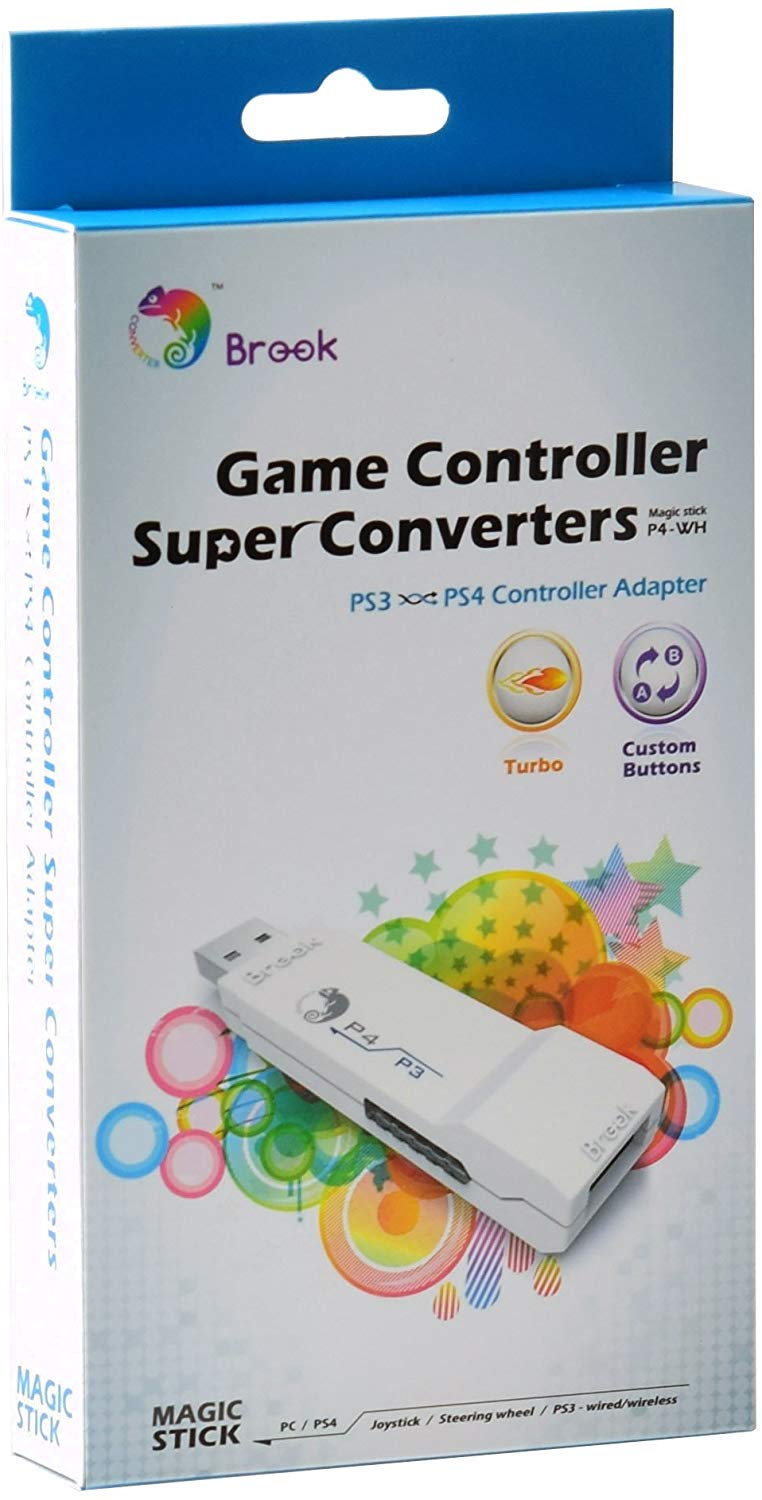 CONVERTER
™
Brook
Game Controller
Super Converters
Magic stick
P4-WH
PS3 PS4 Controller Adapter
Turbo
A B
Custom
Buttons
Brook
P4
P3
Brook
MAGIC
STICK
PC / PS4
Joystick / Steering wheel / PS3 - wired/wireless
Brook
Game Controller Super Converters
PS3 PS4 Controller Adapter
MAGIC
STICK